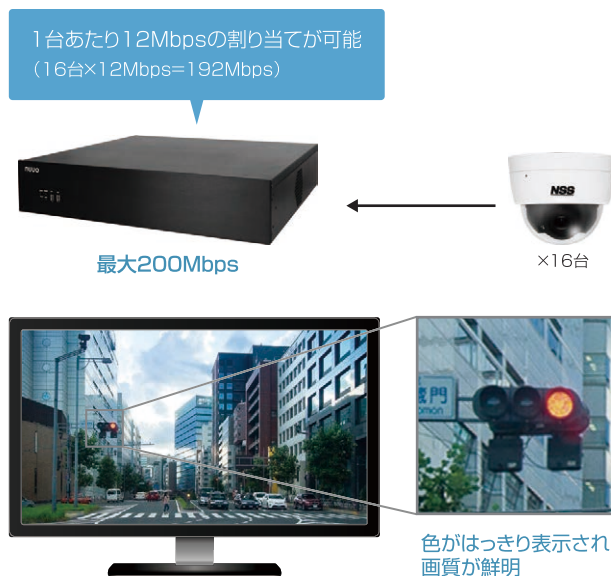 1台あたり12Mbpsの割り当てが可能
（16台×12Mbps=192Mbps）
nuuo
NSS
最大200Mbps
×16台
門
omon
色がはっきり表示され
画質が鮮明